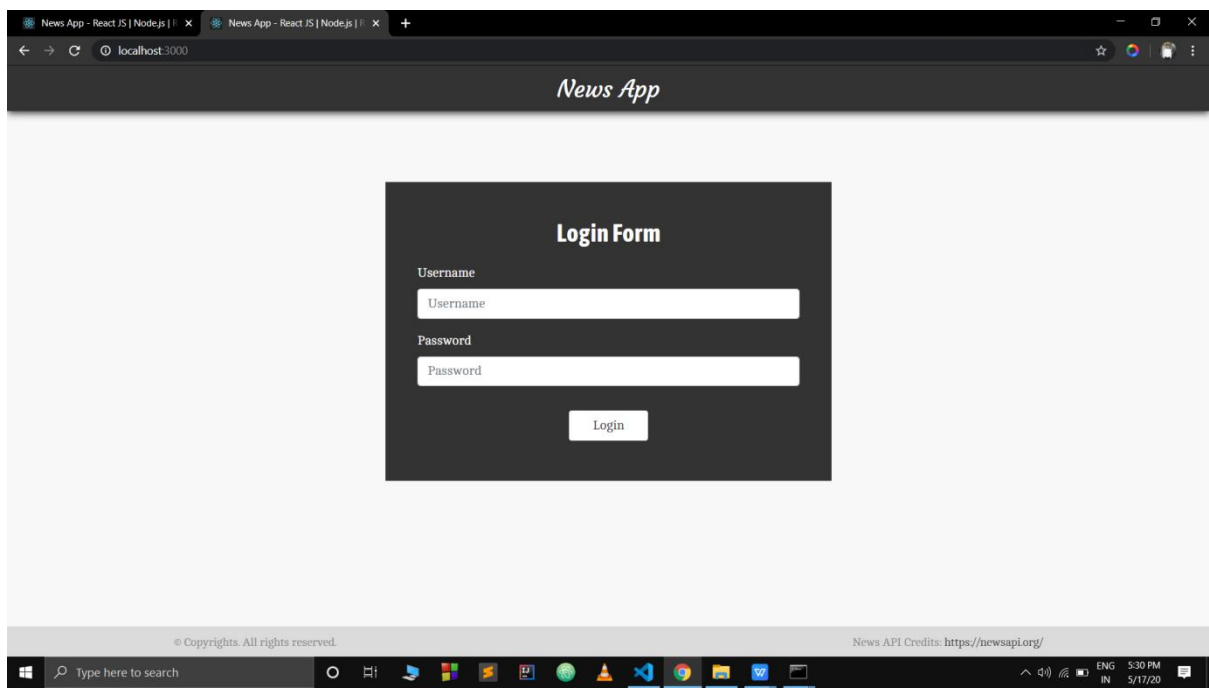 News App - React JS | Node.js | R
News App - React JS | Node.js | R
localhost:3000
News App
Login Form
Username
Username
Password
Password
Login
© Copyrights. All rights reserved.
News API Credits: https://newsapi.org/
Type here to search
ENG
IN
5:30 PM
5/17/20